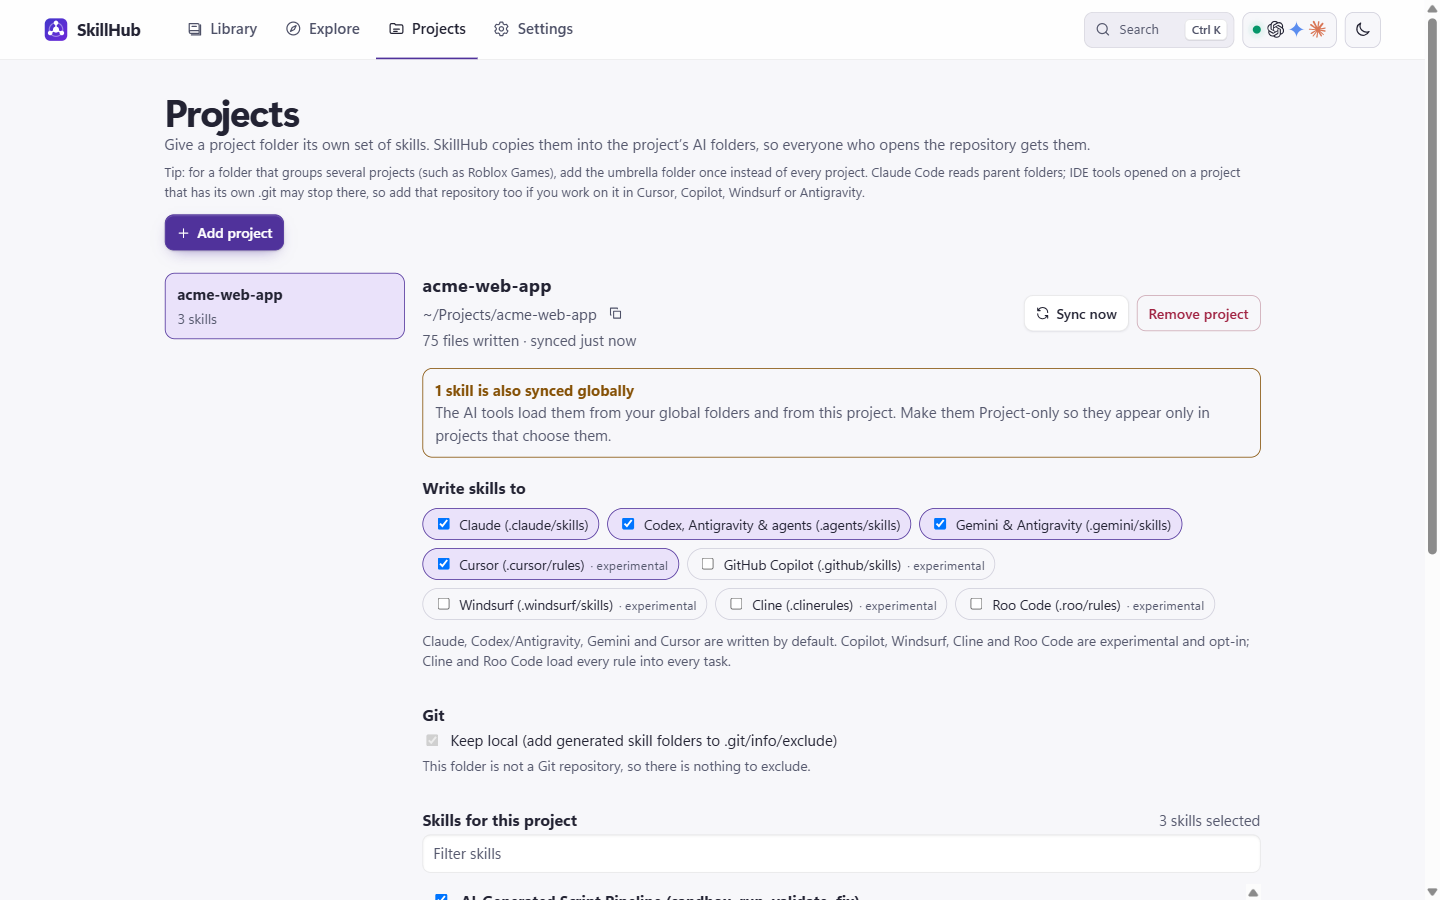 SkillHub
Library
Explore
Projects
Settings
Search
Ctrl K
Projects
Give a project folder its own set of skills. SkillHub copies them into the project’s AI folders, so everyone who opens the repository gets them.
Tip: for a folder that groups several projects (such as Roblox Games), add the umbrella folder once instead of every project. Claude Code reads parent folders; IDE tools opened on a project
that has its own .git may stop there, so add that repository too if you work on it in Cursor, Copilot, Windsurf or Antigravity.
+ Add project
acme-web-app
3 skills
acme-web-app
~/Projects/acme-web-app
75 files written · synced just now
Sync now
Remove project
1 skill is also synced globally
The AI tools load them from your global folders and from this project. Make them Project-only so they appear only in
projects that choose them.
Write skills to
Claude (.claude/skills)
Codex, Antigravity & agents (.agents/skills)
Gemini & Antigravity (.gemini/skills)
Cursor (.cursor/rules) · experimental
GitHub Copilot (.github/skills) · experimental
Windsurf (.windsurf/skills) · experimental
Cline (.clinerules) · experimental
Roo Code (.roo/rules) · experimental
Claude, Codex/Antigravity, Gemini and Cursor are written by default. Copilot, Windsurf, Cline and Roo Code are experimental and opt-in;
Cline and Roo Code load every rule into every task.
Git
Keep local (add generated skill folders to .git/info/exclude)
This folder is not a Git repository, so there is nothing to exclude.
Skills for this project
3 skills selected
Filter skills
AI-Generated Script Pipeline (sandbox, run, validate, fix)